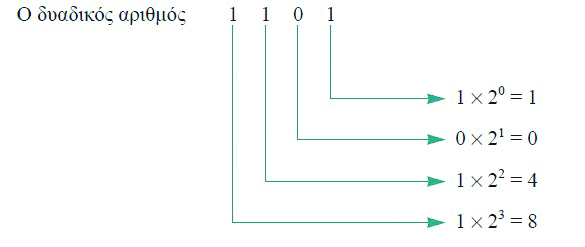 Ο δυαδικός αριθμός 1 1 0 1
1 × 2⁰ = 1
0 × 2¹ = 0
1 × 2² = 4
1 × 2³ = 8